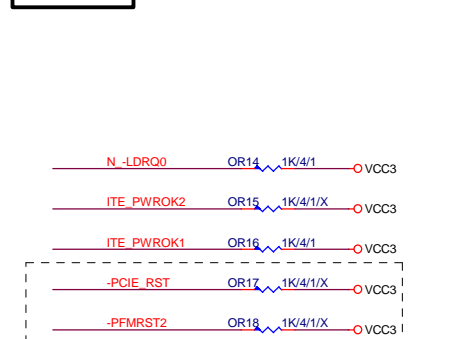 N_-LDRQ0 OR14 1K/4/1 VCC3
ITE_PWROK2 OR15 1K/4/1/X VCC3
ITE_PWROK1 OR16 1K/4/1 VCC3
-PCIE_RST OR17 1K/4/1/X VCC3
-PFMRST2 OR18 1K/4/1/X VCC3